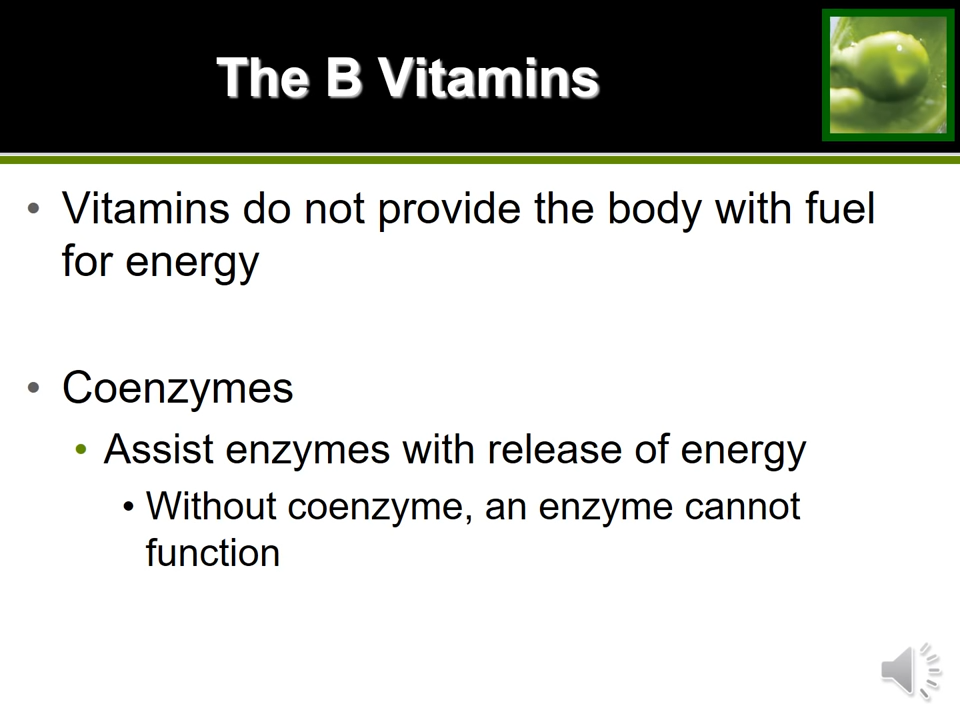 The B Vitamins
• Vitamins do not provide the body with fuel
for energy
• Coenzymes
• Assist enzymes with release of energy
• Without coenzyme, an enzyme cannot
function